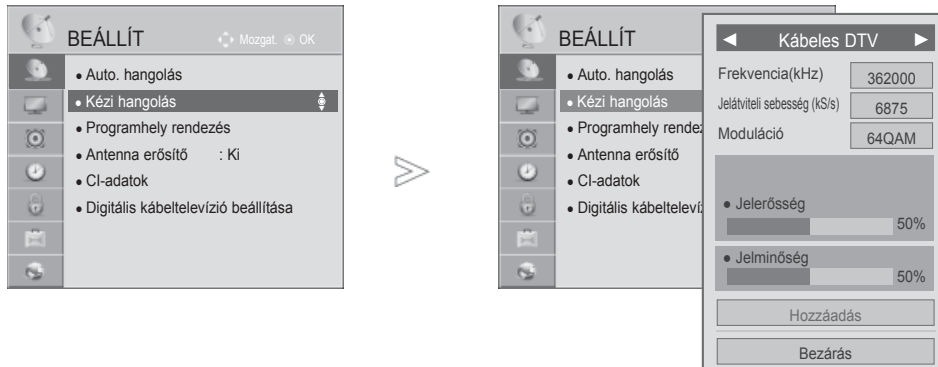 BEÁLLÍT
Mozgat. OK
• Auto. hangolás
• Kézi hangolás
• Programhely rendezés
• Antenna erősítő : Ki
• CI-adatok
• Digitális kábeltelevízió beállítása
BEÁLLÍT
• Auto. hangolás
• Kézi hangolás
• Programhely rendez
• Antenna erősítő
• CI-adatok
• Digitális kábeltelevíz
◄ Kábeles DTV ►
Frekvencia(kHz) 362000
Jelátviteli sebesség (kS/s) 6875
Moduláció 64QAM
• Jelerősség
50%
• Jelminőség
50%
Hozzáadás
Bezárás